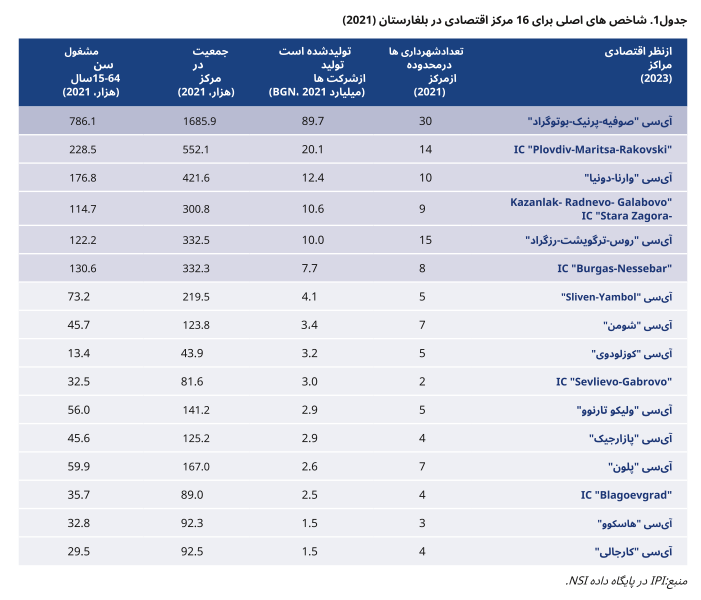 جدول1. شاخص های اصلی برای 16 مرکز اقتصادی در بلغارستان (2021)
ازنظر اقتصادی
مراکز
(2023)
تعدادشهرداری ها
درمحدوده
ازمرکز
(2021)
تولیدشده است
تولید
ازشرکت ها
(میلیارد BGN، 2021)
جمعیت
در
مرکز
(هزار، 2021)
مشغول
سن
15-64سال
(هزار، 2021)
آی‌سی "صوفیه-پرنیک-بوتوگراد" 30 89.7 1685.9 786.1
IC "Plovdiv-Maritsa-Rakovski" 14 20.1 552.1 228.5
آی‌سی "وارنا-دونیا" 10 12.4 421.6 176.8
Kazanlak- Radnevo- Galabovo"
IC "Stara Zagora- 9 10.6 300.8 114.7
آی‌سی "روس-ترگویشت-رزگراد" 15 10.0 332.5 122.2
IC "Burgas-Nessebar" 8 7.7 332.3 130.6
آی‌سی "Sliven-Yambol" 5 4.1 219.5 73.2
آی‌سی "شومن" 7 3.4 123.8 45.7
آی‌سی "کوزلودوی" 5 3.2 43.9 13.4
IC "Sevlievo-Gabrovo" 2 3.0 81.6 32.5
آی‌سی "ولیکو تارنوو" 5 2.9 141.2 56.0
آی‌سی "پازارجیک" 4 2.9 125.2 45.6
آی‌سی "پلون" 7 2.6 167.0 59.9
IC "Blagoevgrad" 4 2.5 89.0 35.7
آی‌سی "هاسکوو" 3 1.5 92.3 32.8
آی‌سی "کارجالی" 4 1.5 92.5 29.5
منبع:IPI در پایگاه داده NSI.